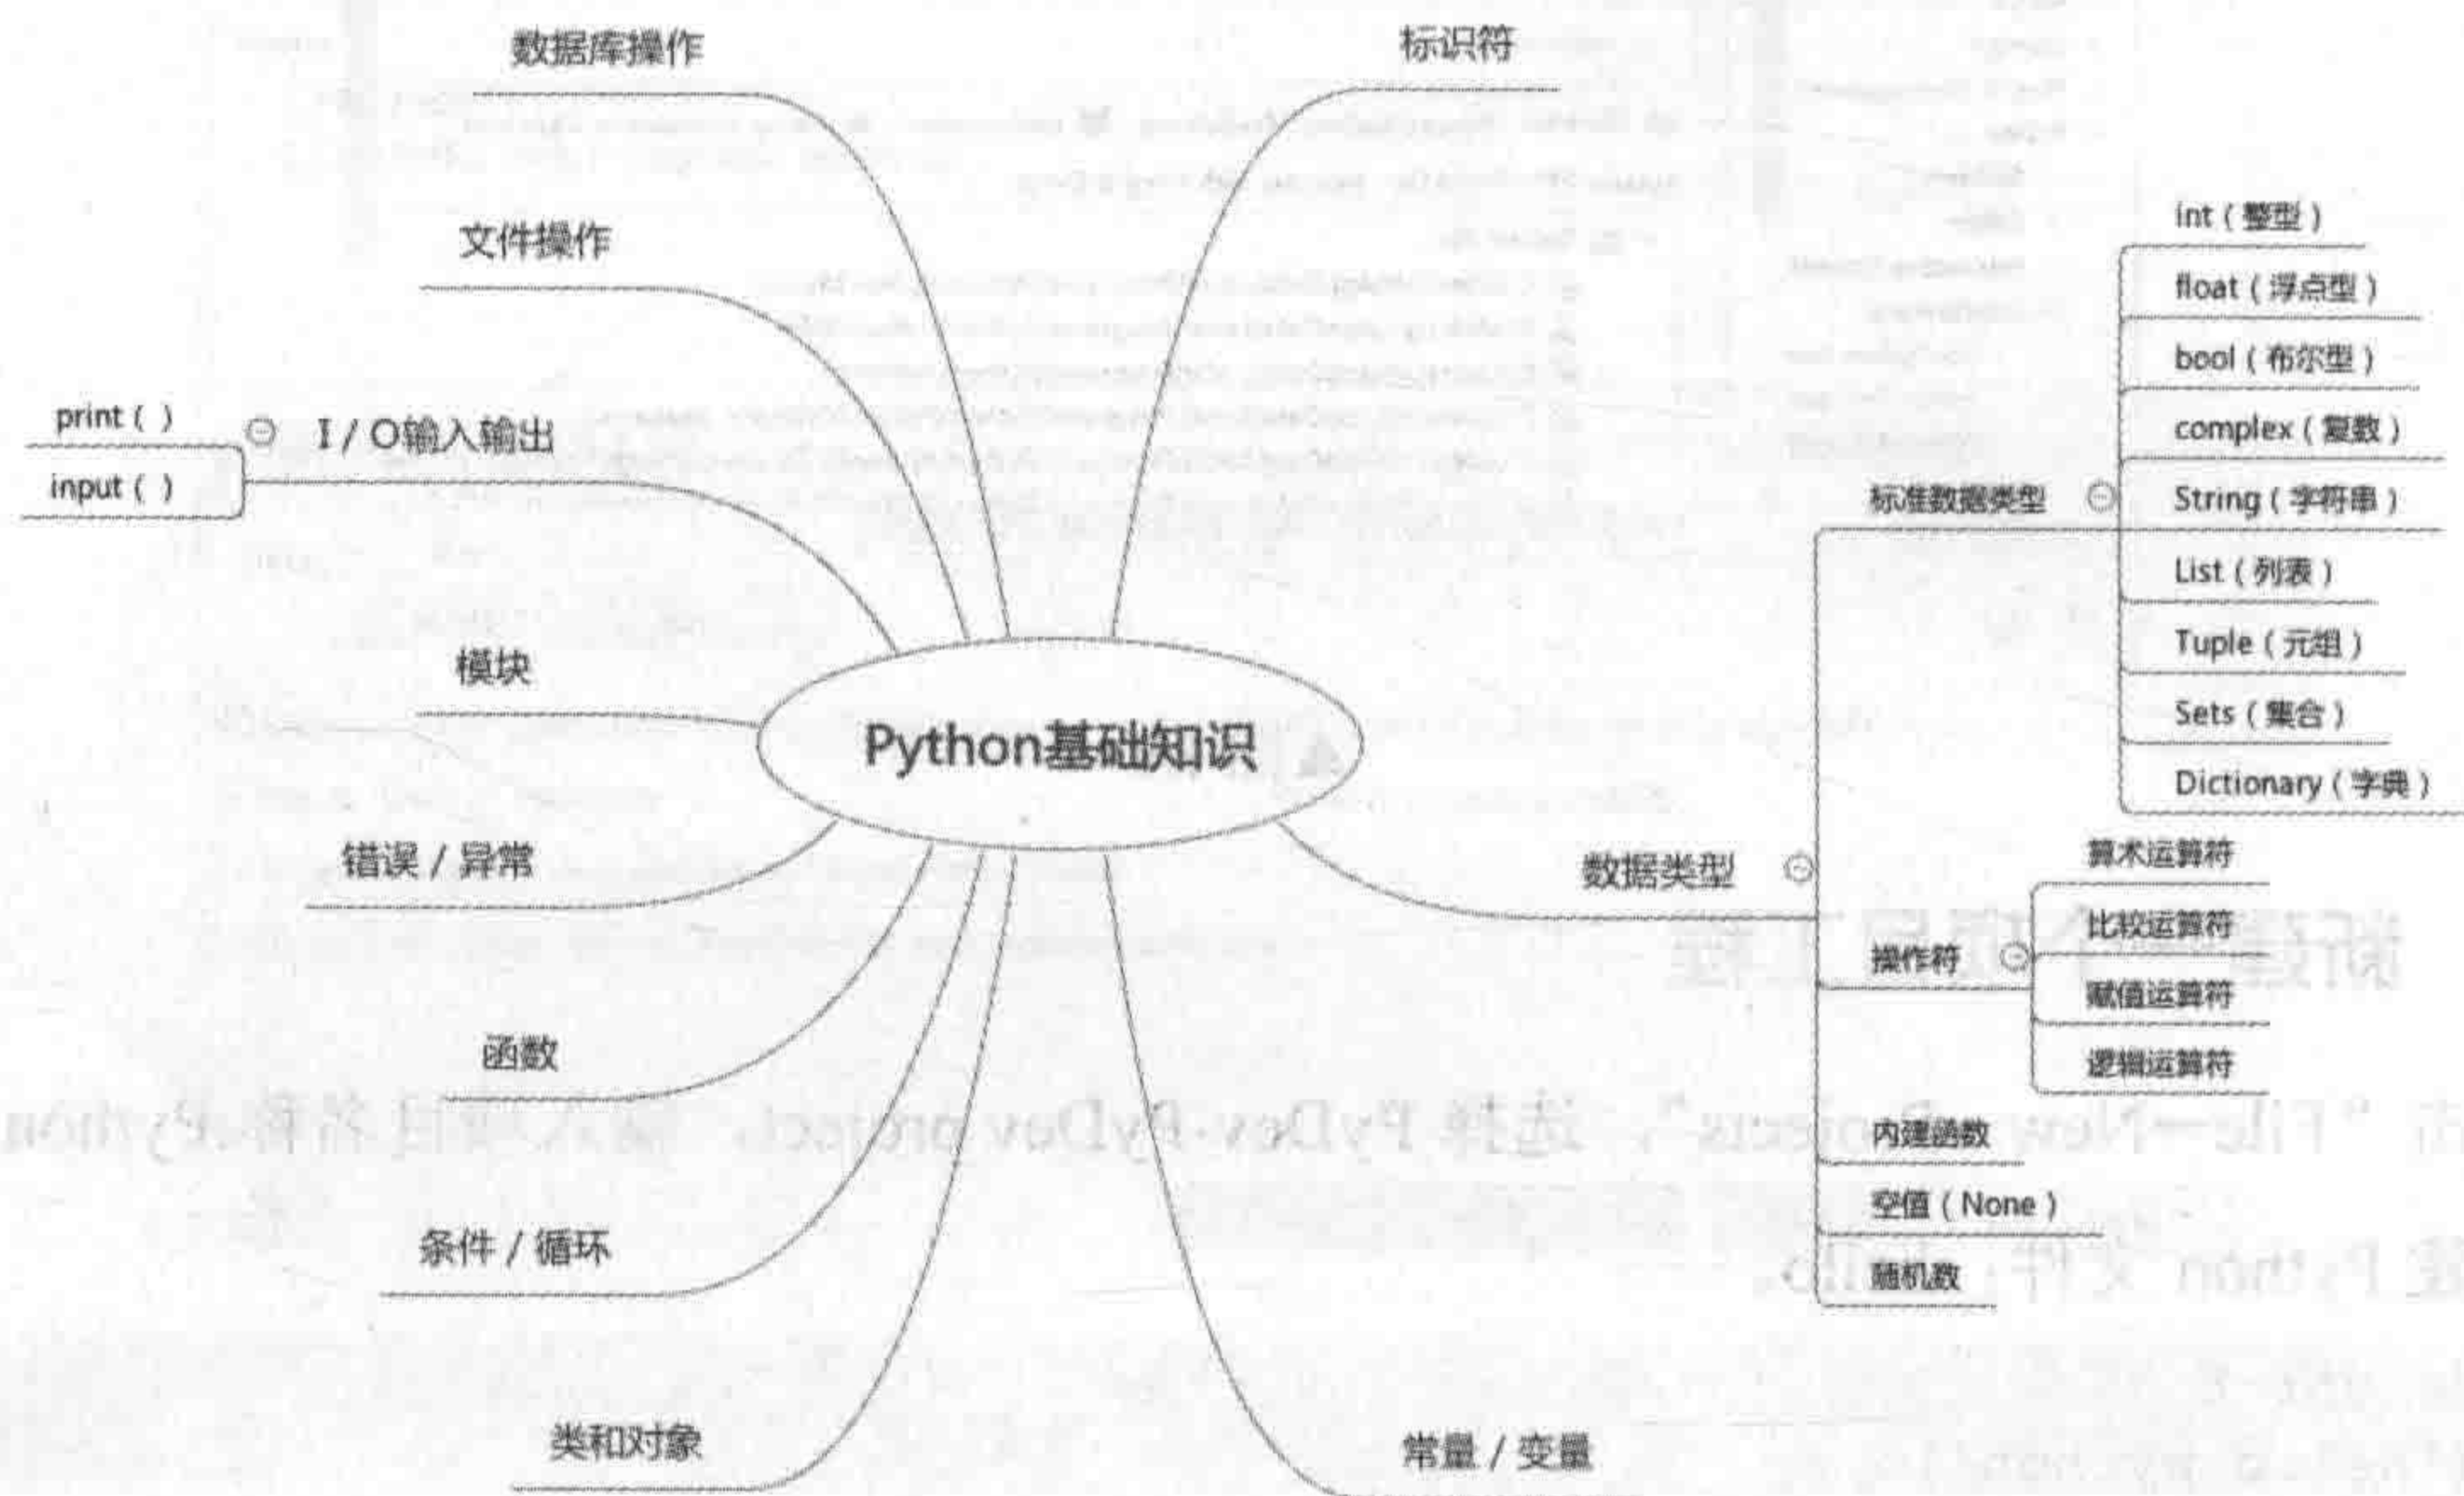 数据库操作
标识符
文件操作
print ( )
input ( )
I / O输入输出
模块
Python基础知识
错误 / 异常
函数
条件 / 循环
类和对象
常量 / 变量
数据类型
标准数据类型
int ( 整型 )
float ( 浮点型 )
bool ( 布尔型 )
complex ( 复数 )
String ( 字符串 )
List ( 列表 )
Tuple ( 元组 )
Sets ( 集合 )
Dictionary ( 字典 )
操作符
算术运算符
比较运算符
赋值运算符
逻辑运算符
内建函数
空值 ( None )
随机数